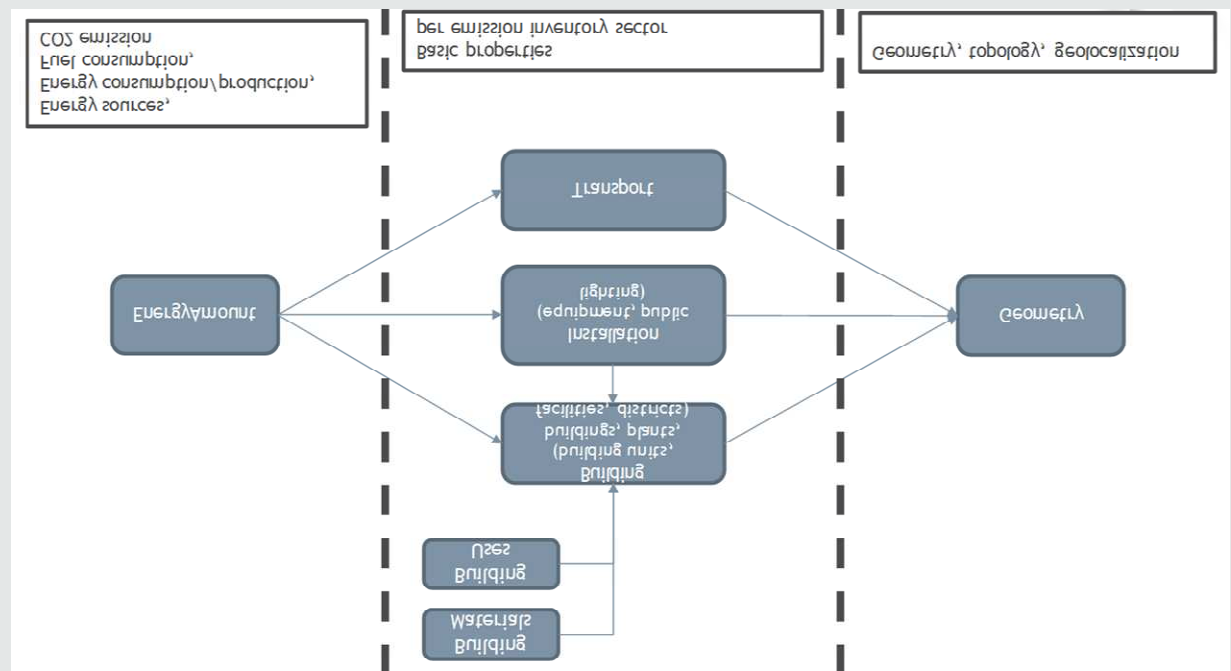 Energy sources,
Energy consumption/production,
Fuel consumption,
CO2 emission
Basic properties
per emission inventory sector
Geometry, topology, geolocalization
Building
Materials
Building
Uses
Building
(building units,
buildings, plants,
facilities, districts)
Installation
(equipment, public
lighting)
EnergyAmount
Geometry
Transport